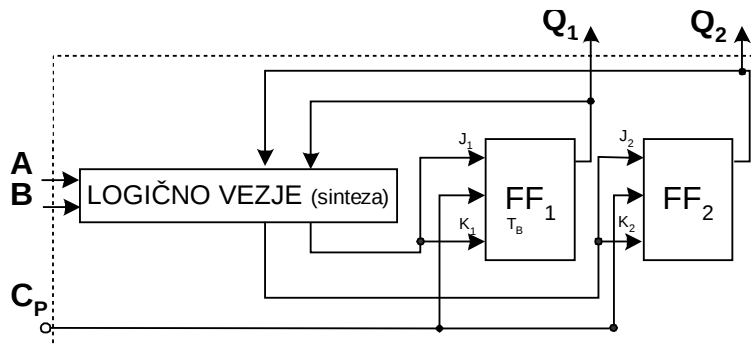 Q1 Q2
A
B
LOGIČNO VEZJE (sinteza)
J1
K1
FF1
TB
J2
K2
FF2
CP